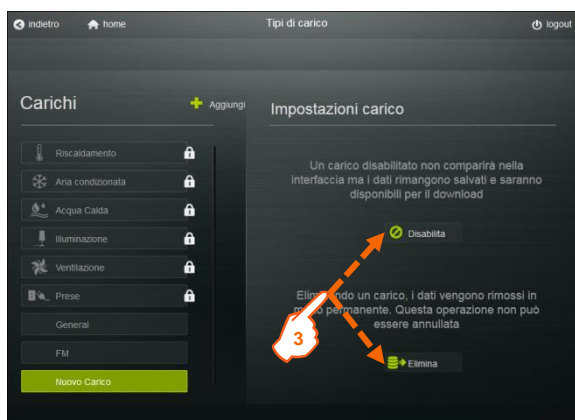 indietro
home
Tipi di carico
logout
Carichi
Aggiungi
Riscaldamento
Aria condizionata
Acqua Calda
Illuminazione
Ventilazione
Prese
General
FM
Nuovo Carico
Impostazioni carico
Un carico disabilitato non comparirà nella
interfaccia ma i dati rimangono salvati e saranno
disponibili per il download
Disabilita
Eliminando un carico, i dati vengono rimossi in
modo permanente. Questa operazione non può
essere annullata
3
Elimina